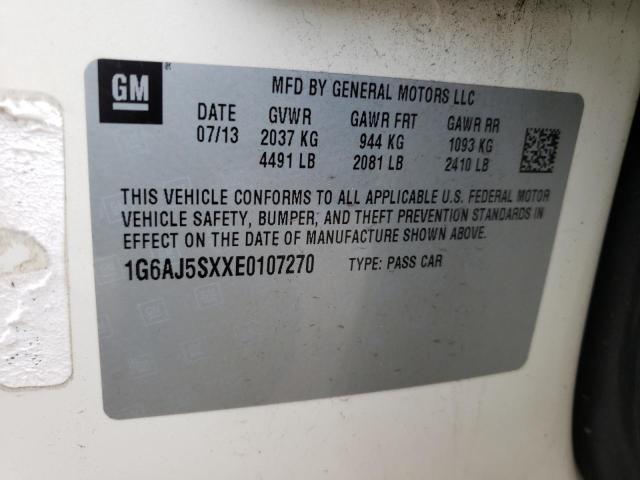 GM
MFD BY GENERAL MOTORS LLC
DATE GVWR GAWR FRT GAWR RR
07/13 2037 KG 944 KG 1093 KG
4491 LB 2081 LB 2410 LB
THIS VEHICLE CONFORMS TO ALL APPLICABLE U.S. FEDERAL MOTOR
VEHICLE SAFETY, BUMPER, AND THEFT PREVENTION STANDARDS IN
EFFECT ON THE DATE OF MANUFACTURE SHOWN ABOVE.
1G6AJ5SXXE0107270 TYPE: PASS CAR